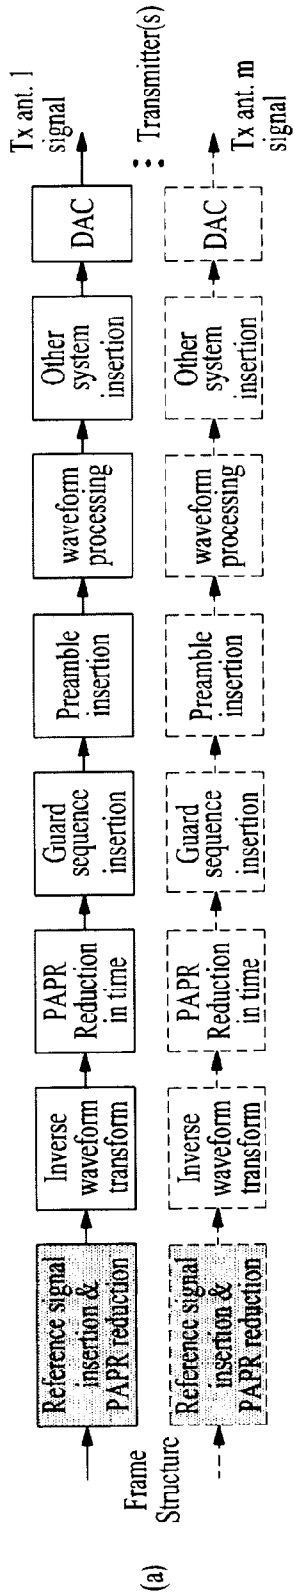 (a)
Frame
Structure
Reference signal
insertion &
PAPR reduction
Inverse
waveform
transform
PAPR
Reduction
in time
Guard
sequence
insertion
Preamble
insertion
waveform
processing
Other
system
insertion
DAC
Tx ant. 1
signal
Transmitter(s)
Reference signal
insertion &
PAPR reduction
Inverse
waveform
transform
PAPR
Reduction
in time
Guard
sequence
insertion
Preamble
insertion
waveform
processing
Other
system
insertion
DAC
Tx ant. m
signal